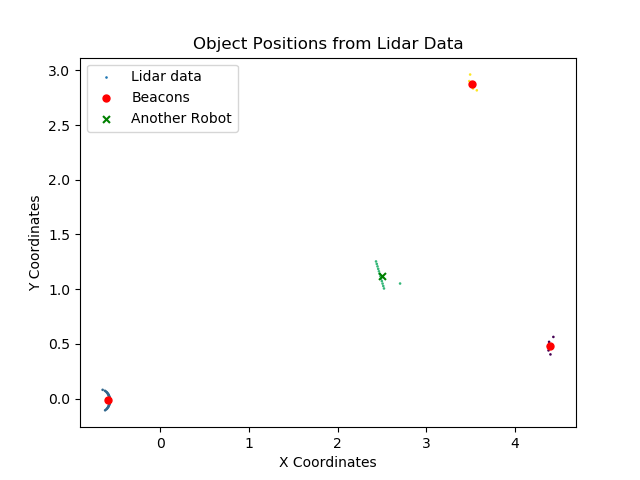 Object Positions from Lidar Data
Lidar data
Beacons
Another Robot
3.0
2.5
2.0
1.5
1.0
0.5
0.0
Y Coordinates
0 1 2 3 4
X Coordinates